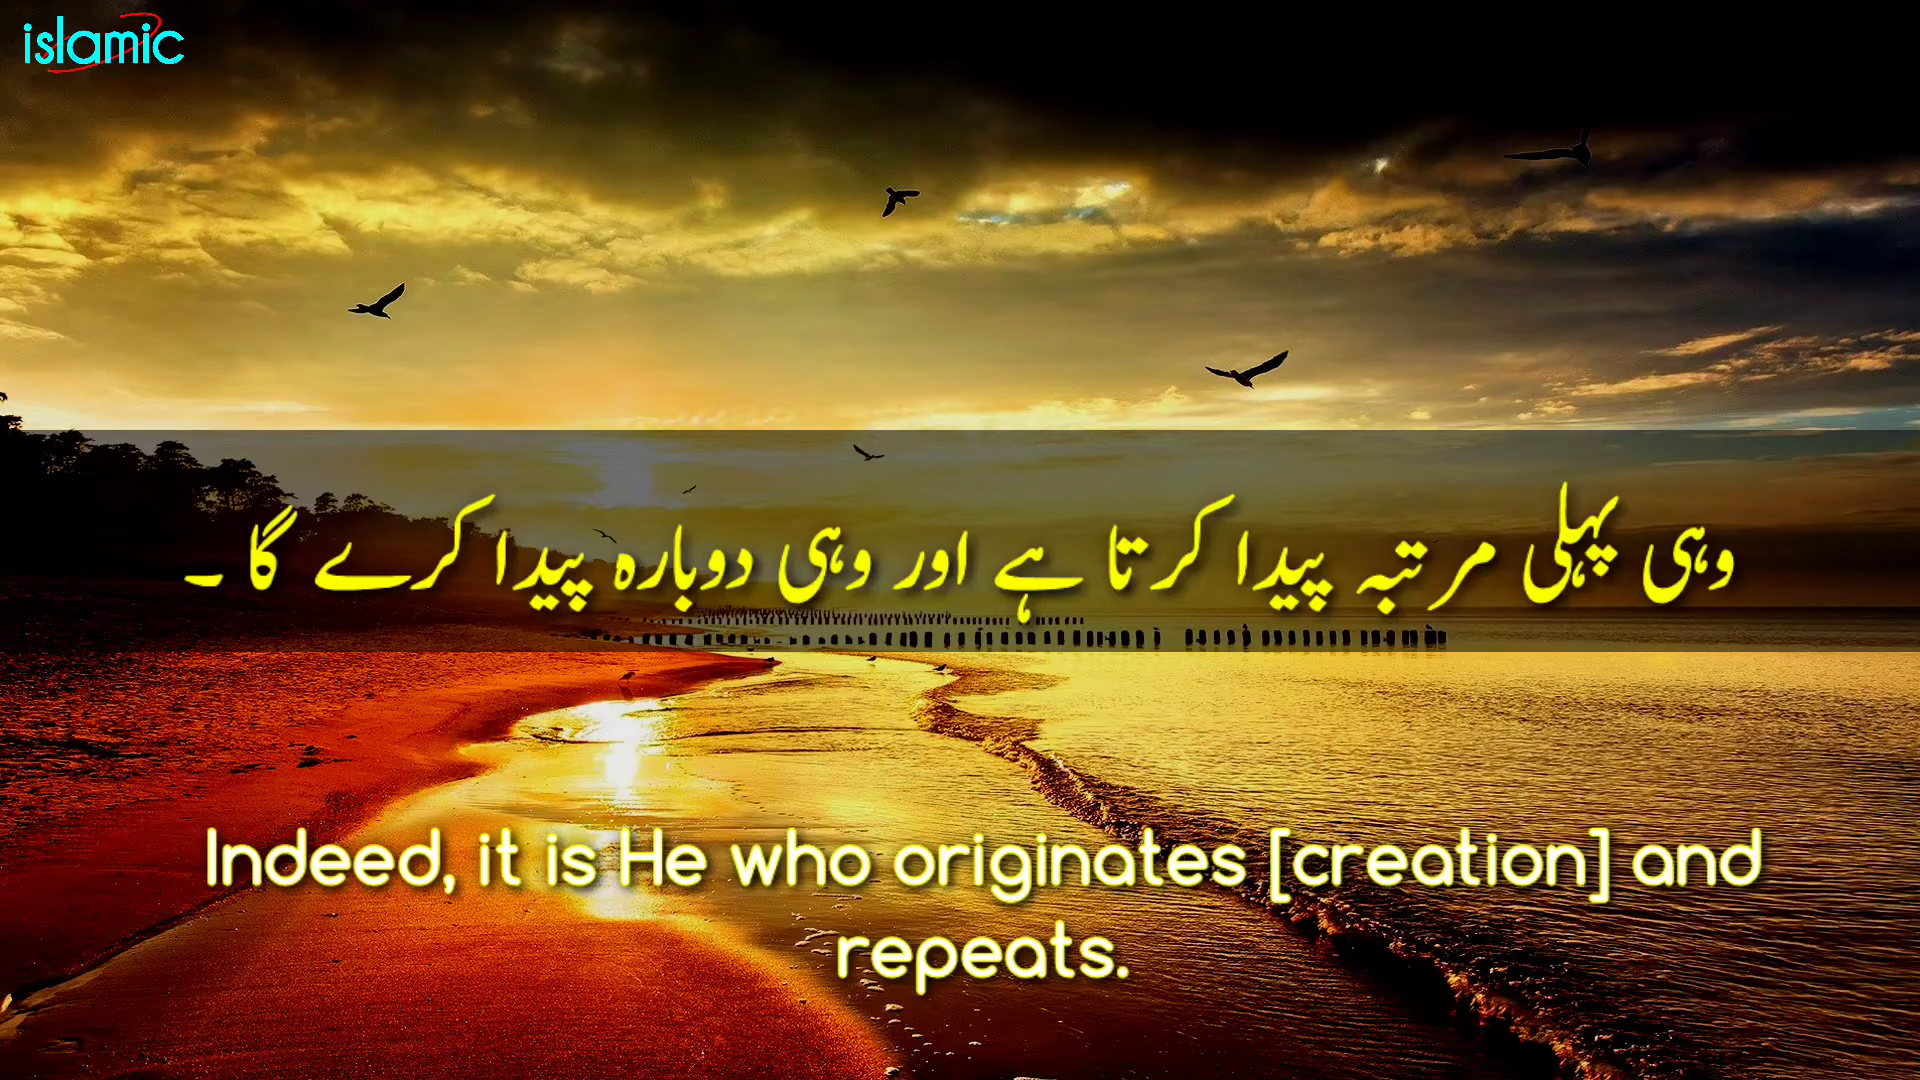 islamic
وہی پہلی مرتبہ پیدا کرتا ہے اور وہی دوبارہ پیدا کرے گا ۔
Indeed, it is He who originates [creation] and
repeats.